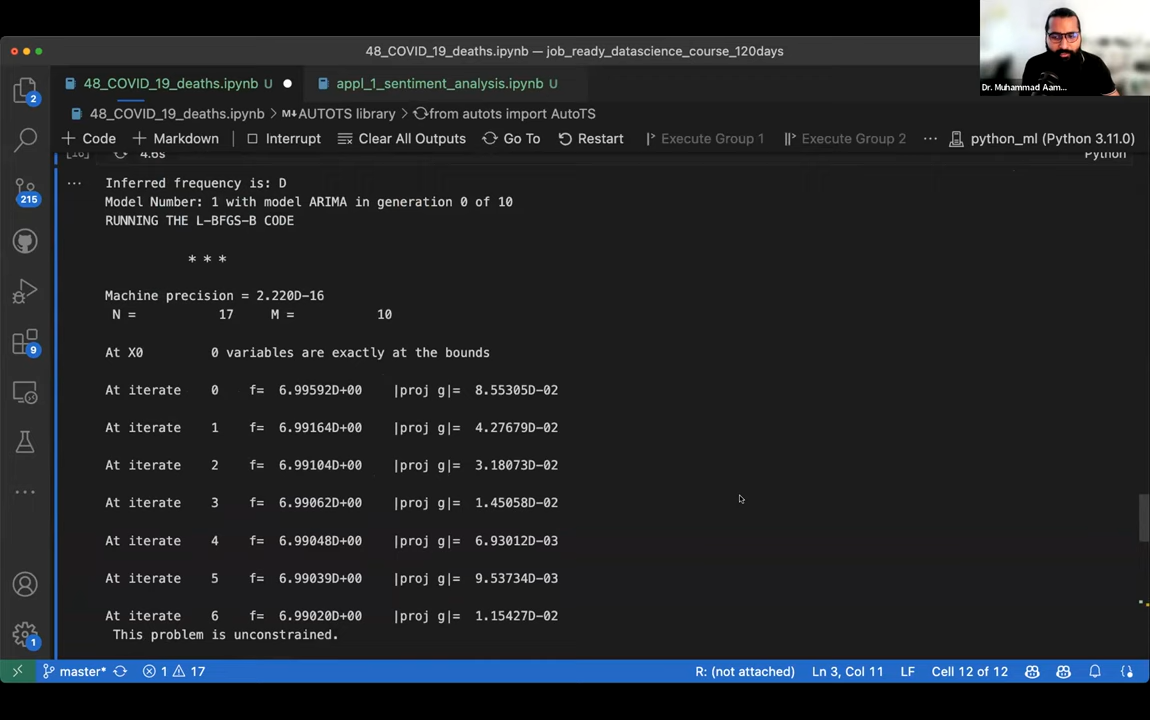 Dr. Muhammad Aam...
48_COVID_19_deaths.ipynb — job_ready_datascience_course_120days
48_COVID_19_deaths.ipynb U
appl_1_sentiment_analysis.ipynb U
48_COVID_19_deaths.ipynb > M↓AUTOTS library > from autots import AutoTS
+ Code + Markdown Interrupt Clear All Outputs Go To Restart Execute Group 1 Execute Group 2 ... python_ml (Python 3.11.0)
4.6s
Python
... Inferred frequency is: D
Model Number: 1 with model ARIMA in generation 0 of 10
RUNNING THE L-BFGS-B CODE
* * *
Machine precision = 2.220D-16
N = 17 M = 10
At X0 0 variables are exactly at the bounds
At iterate 0 f= 6.99592D+00 |proj g|= 8.55305D-02
At iterate 1 f= 6.99164D+00 |proj g|= 4.27679D-02
At iterate 2 f= 6.99104D+00 |proj g|= 3.18073D-02
At iterate 3 f= 6.99062D+00 |proj g|= 1.45058D-02
At iterate 4 f= 6.99048D+00 |proj g|= 6.93012D-03
At iterate 5 f= 6.99039D+00 |proj g|= 9.53734D-03
At iterate 6 f= 6.99020D+00 |proj g|= 1.15427D-02
This problem is unconstrained.
2
215
9
1
master* 1 17
R: (not attached) Ln 3, Col 11 LF Cell 12 of 12